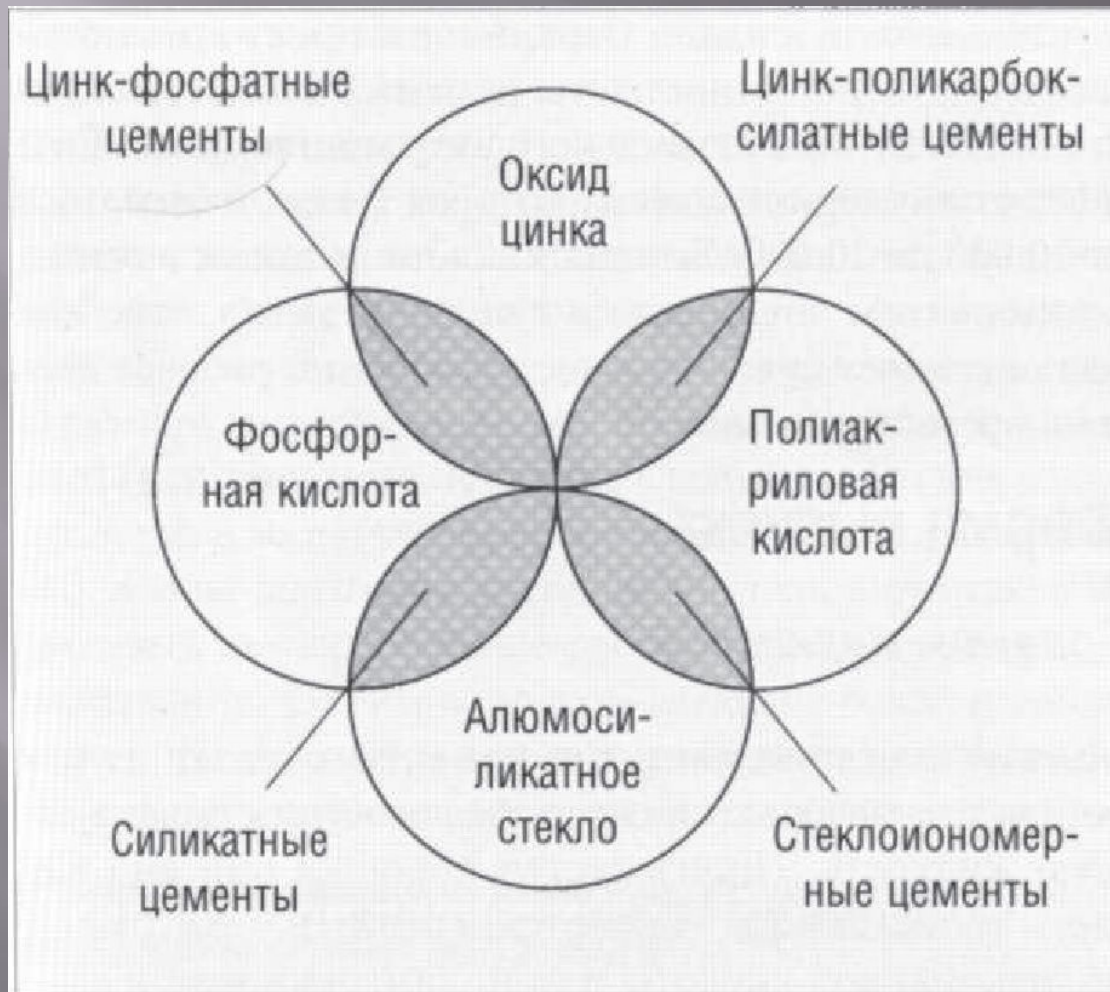 Цинк-фосфатные
цементы
Цинк-поликарбок-
силатные цементы
Оксид
цинка
Фосфор-
ная кислота
Полиак-
риловая
кислота
Алюмоси-
ликатное
стекло
Силикатные
цементы
Стеклоиономер-
ные цементы